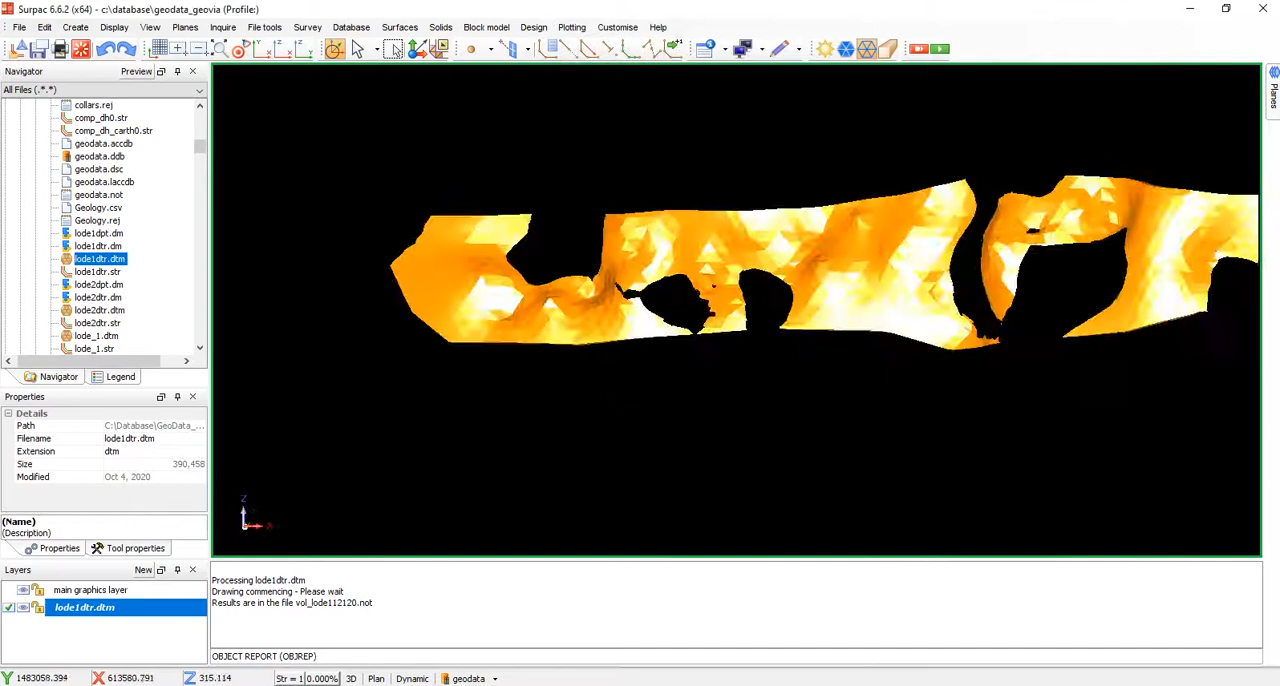 Surpac 6.6.2 (x64) - c:\database\geodata_geovia (Profile:)
File Edit Create Display View Planes Inquire File tools Survey Database Surfaces Solids Block model Design Plotting Customise Help
Navigator Preview
All Files (*.*)
collars.rej
comp_dh0.str
comp_dh_carth0.str
geodata.accdb
geodata.ddb
geodata.dsc
geodata.laccdb
geodata.not
Geology.csv
Geology.rej
lode1dpt.dm
lode1dtr.dm
lode1dtr.dtm
lode1dtr.str
lode2dpt.dm
lode2dtr.dm
lode2dtr.dtm
lode2dtr.str
lode_1.dtm
lode_1.str
Navigator Legend
Properties
Details
Path C:\Database\GeoData_...
Filename lode1dtr.dtm
Extension dtm
Size 390,458
Modified Oct 4, 2020
(Name)
(Description)
Properties Tool properties
Layers New
main graphics layer
lode1dtr.dtm
Planes
Z
X
Processing lode1dtr.dtm
Drawing commencing - Please wait
Results are in the file vol_lode112120.not
OBJECT REPORT (OBJREP)
Y 1483058.394 X 613580.791 Z 315.114 Str = 1 0.000% 3D Plan Dynamic geodata